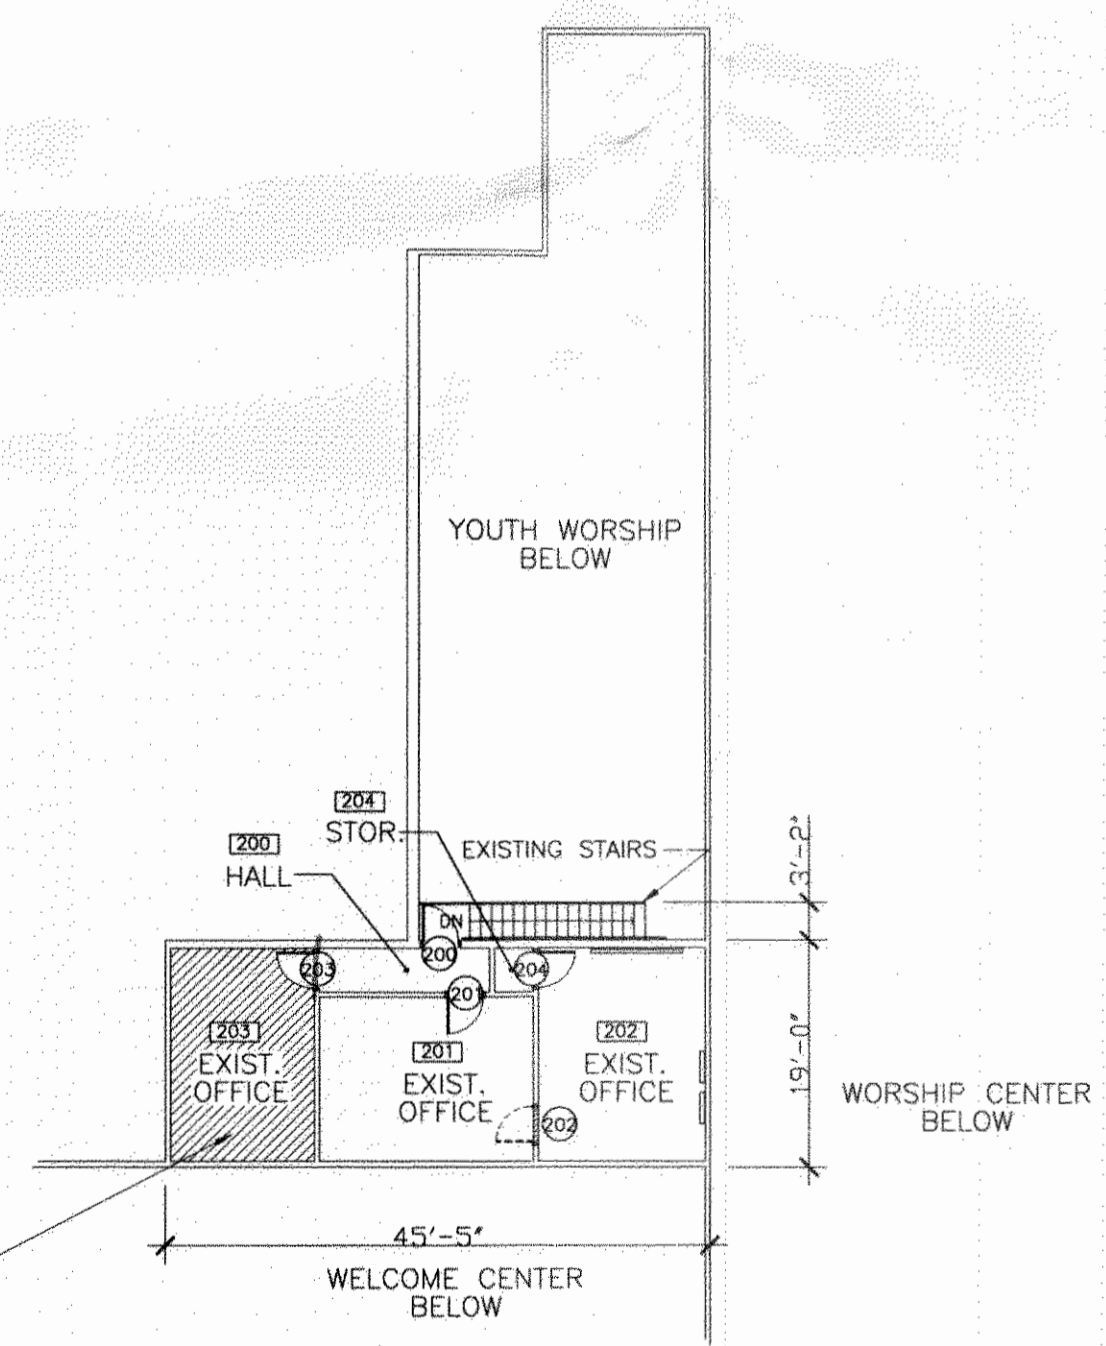 YOUTH WORSHIP
BELOW
204
STOR.
200
HALL
EXISTING STAIRS
3'-2"
DN
200
203
204
201
203
EXIST.
OFFICE
201
EXIST.
OFFICE
202
EXIST.
OFFICE
202
19'-0"
WORSHIP CENTER
BELOW
45'-5"
WELCOME CENTER
BELOW